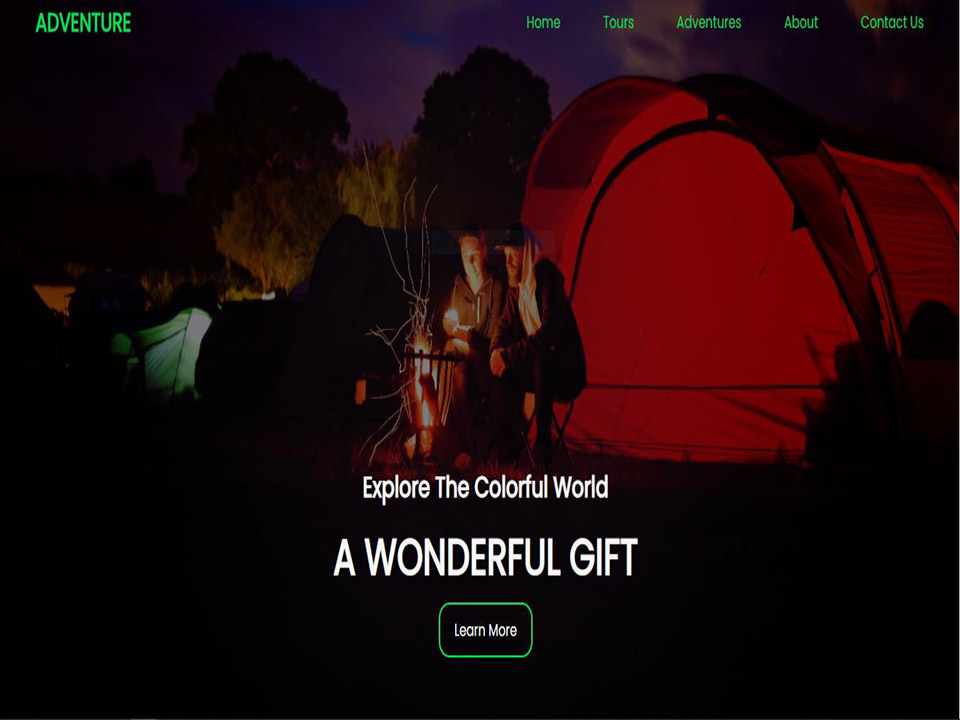 ADVENTURE
Home Tours Adventures About Contact Us
Explore The Colorful World
A WONDERFUL GIFT
Learn More